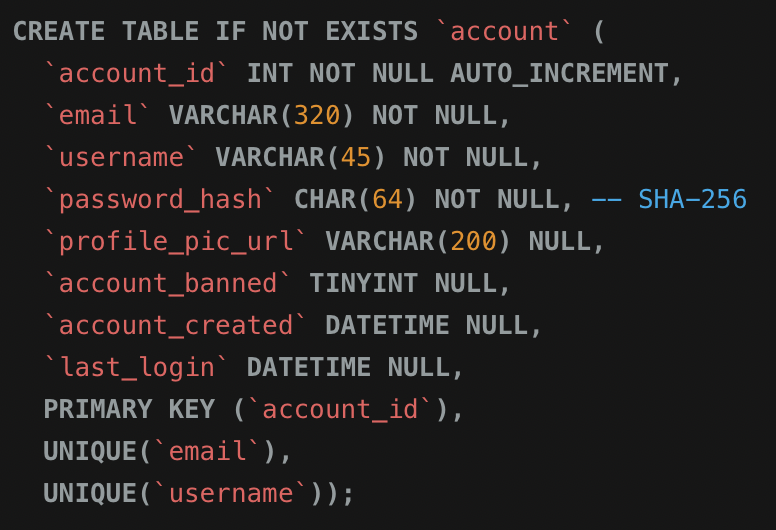 CREATE TABLE IF NOT EXISTS `account` (
`account_id` INT NOT NULL AUTO_INCREMENT,
`email` VARCHAR(320) NOT NULL,
`username` VARCHAR(45) NOT NULL,
`password_hash` CHAR(64) NOT NULL, -- SHA-256
`profile_pic_url` VARCHAR(200) NULL,
`account_banned` TINYINT NULL,
`account_created` DATETIME NULL,
`last_login` DATETIME NULL,
PRIMARY KEY (`account_id`),
UNIQUE(`email`),
UNIQUE(`username`));